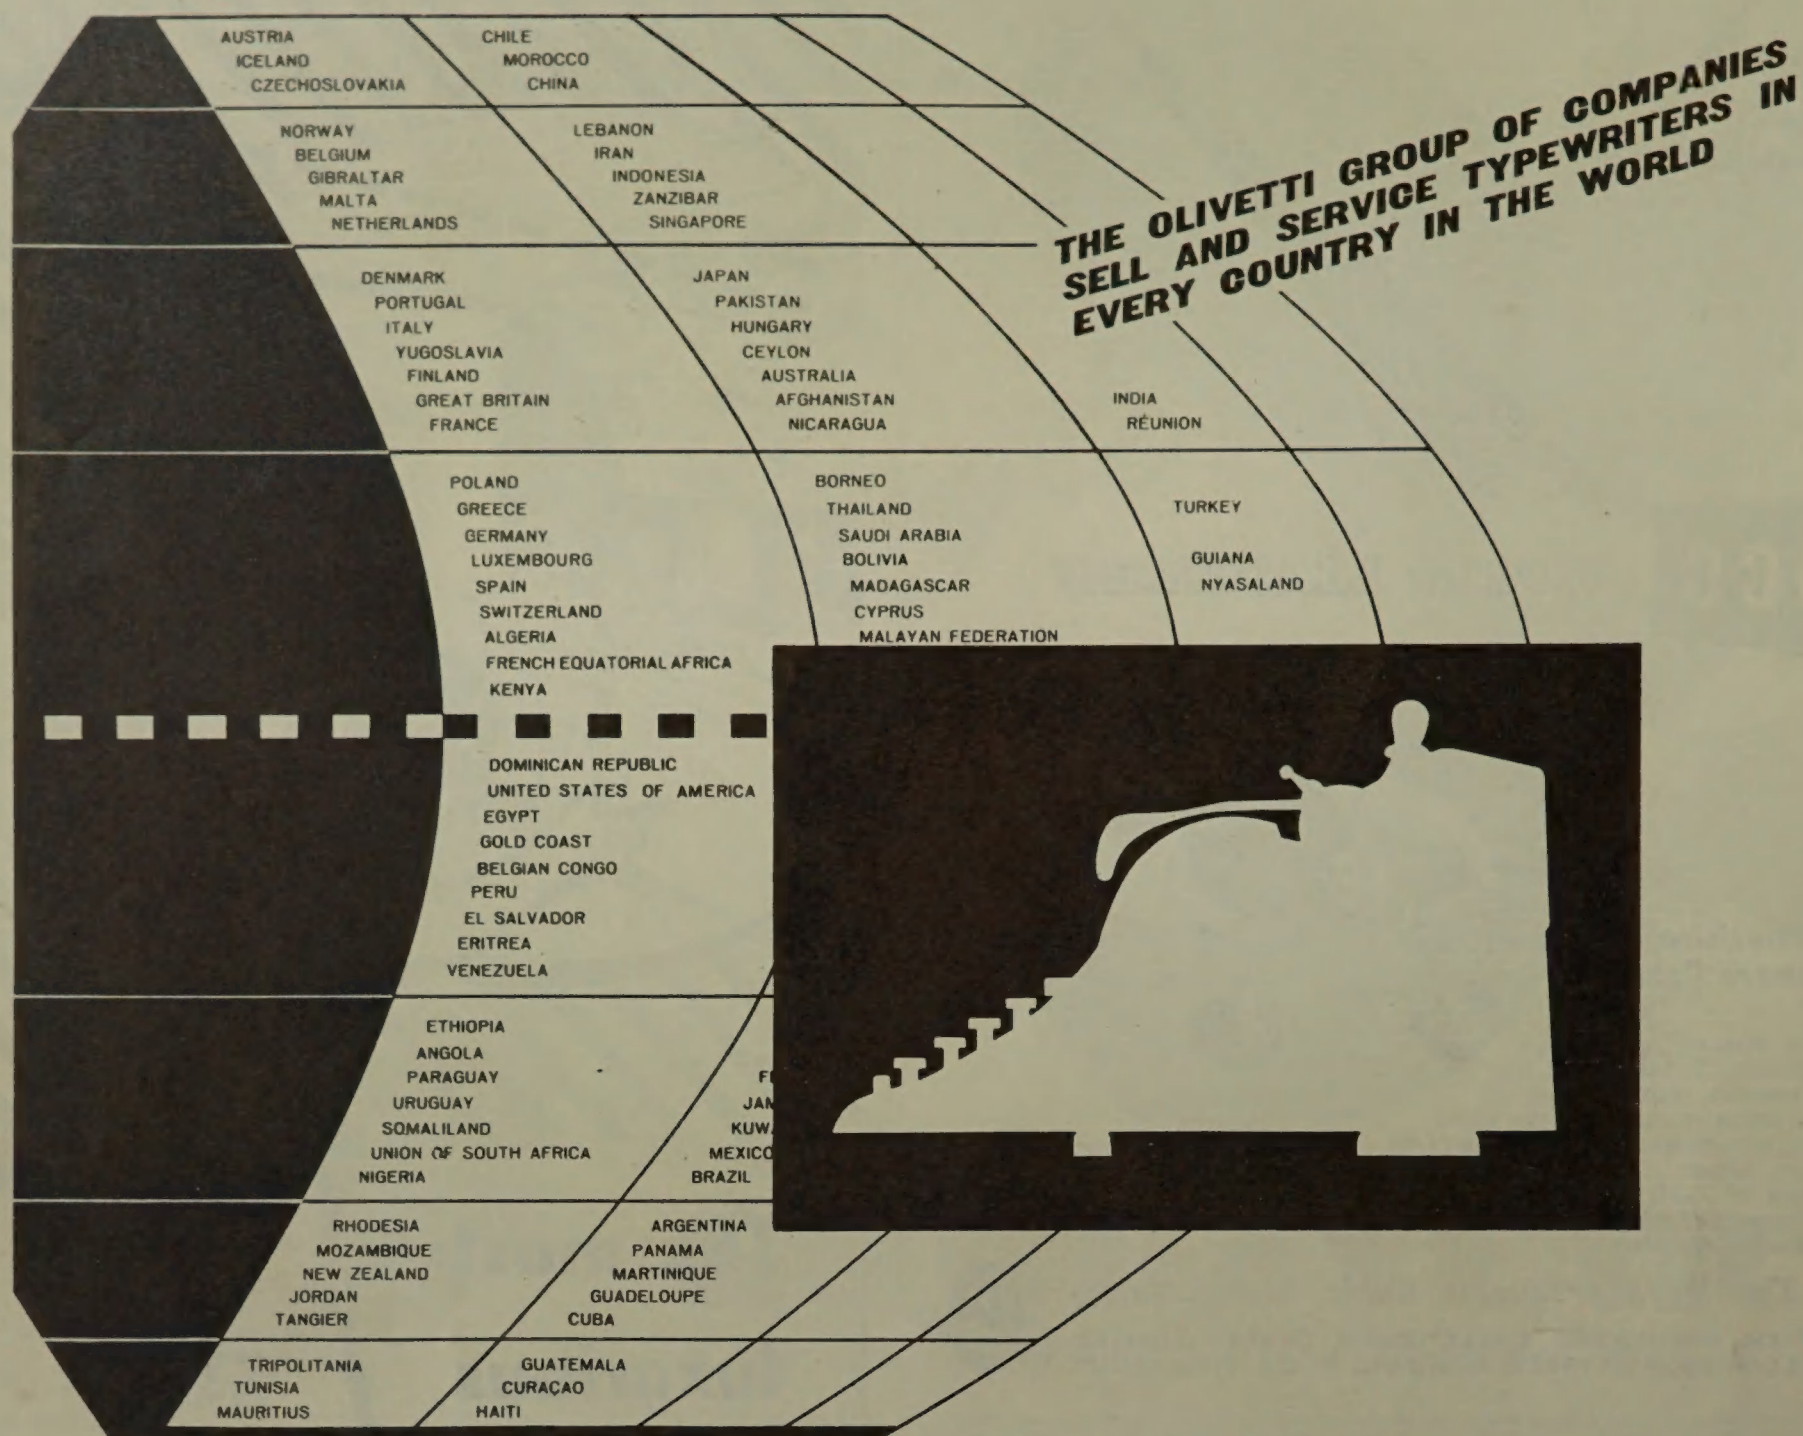 AUSTRIA
ICELAND
CZECHOSLOVAKIA
CHILE
MOROCCO
CHINA
THE OLIVETTI GROUP OF COMPANIES
SELL AND SERVICE TYPEWRITERS IN
EVERY COUNTRY IN THE WORLD
NORWAY
BELGIUM
GIBRALTAR
MALTA
NETHERLANDS
LEBANON
IRAN
INDONESIA
ZANZIBAR
SINGAPORE
DENMARK
PORTUGAL
ITALY
YUGOSLAVIA
FINLAND
GREAT BRITAIN
FRANCE
JAPAN
PAKISTAN
HUNGARY
CEYLON
AUSTRALIA
AFGHANISTAN
NICARAGUA
INDIA
RÉUNION
POLAND
GREECE
GERMANY
LUXEMBOURG
SPAIN
SWITZERLAND
ALGERIA
FRENCH EQUATORIAL AFRICA
KENYA
BORNEO
THAILAND
SAUDI ARABIA
BOLIVIA
MADAGASCAR
CYPRUS
MALAYAN FEDERATION
TURKEY
GUIANA
NYASALAND
DOMINICAN REPUBLIC
UNITED STATES OF AMERICA
EGYPT
GOLD COAST
BELGIAN CONGO
PERU
EL SALVADOR
ERITREA
VENEZUELA
ETHIOPIA
ANGOLA
PARAGUAY
URUGUAY
SOMALILAND
UNION OF SOUTH AFRICA
NIGERIA
MEXICO
BRAZIL
RHODESIA
MOZAMBIQUE
NEW ZEALAND
JORDAN
TANGIER
ARGENTINA
PANAMA
MARTINIQUE
GUADELOUPE
CUBA
TRIPOLITANIA
TUNISIA
MAURITIUS
GUATEMALA
CURAÇAO
HAITI